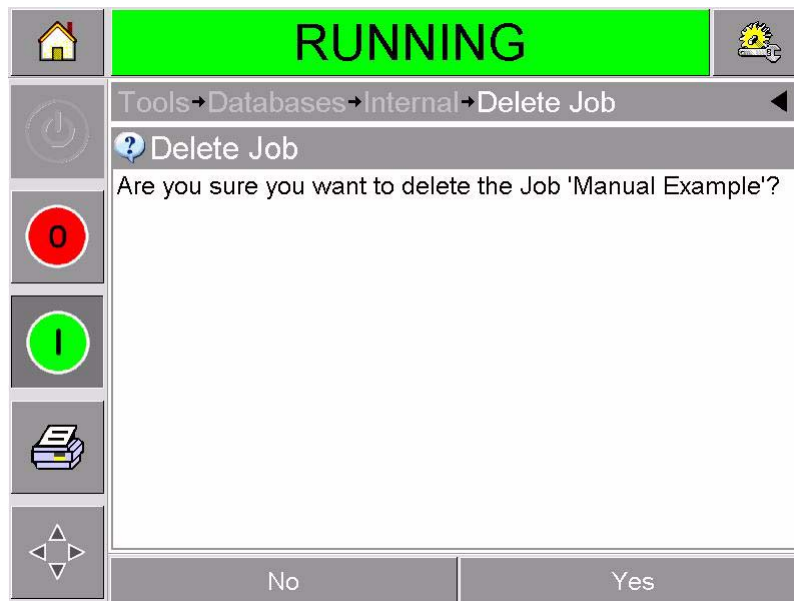 RUNNING
Tools→Databases→Internal→Delete Job
Delete Job
Are you sure you want to delete the Job 'Manual Example'?
0
I
No
Yes